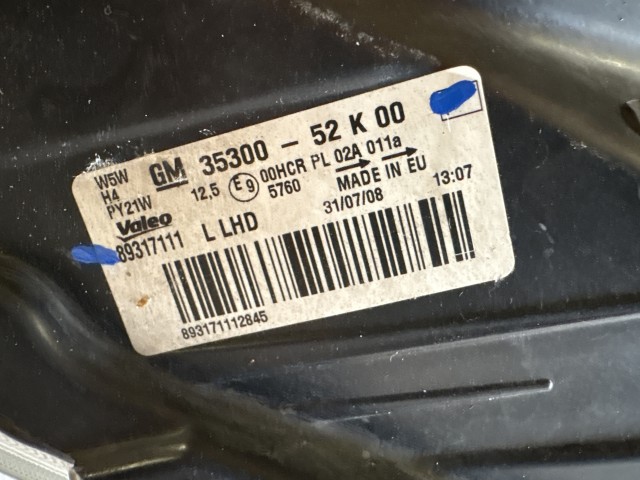 W5W
H4
PY21W
GM 35300 - 52 K 00
12,5 E9 00HCR PL 02A 011a
5760
MADE IN EU
Valeo
89317111 L LHD
31/07/08 13:07
893171112845